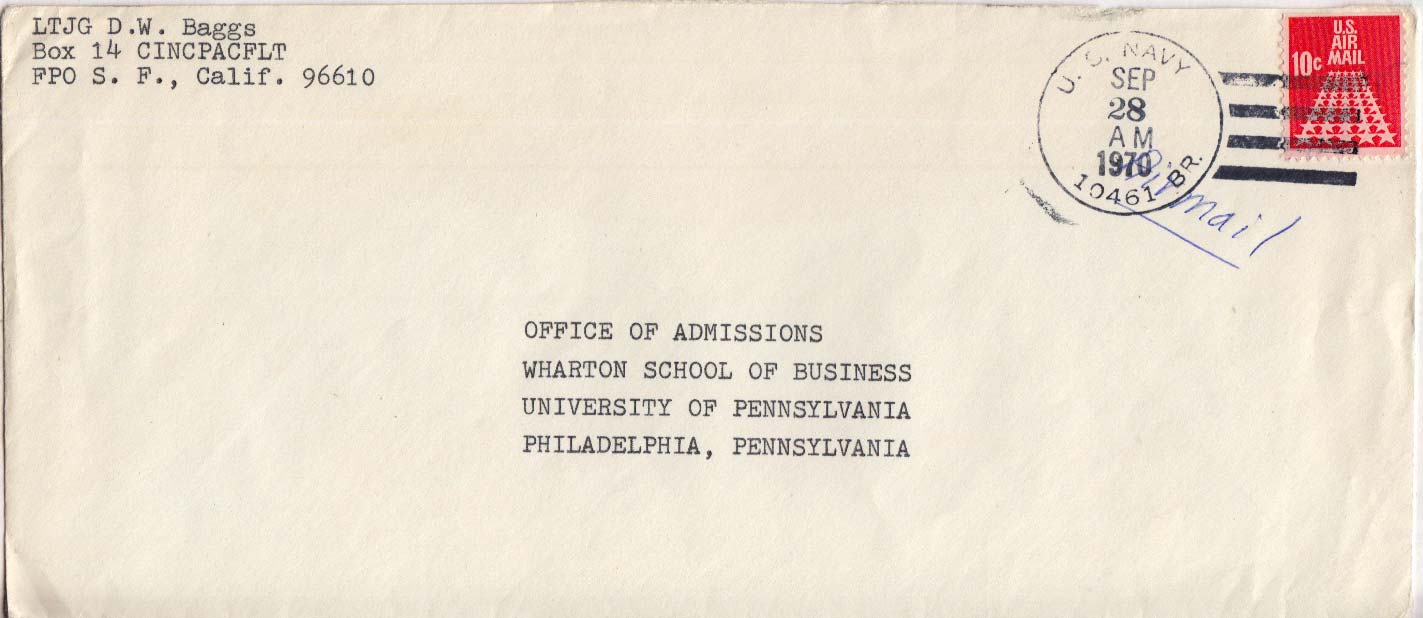 LTJG D.W. Baggs
Box 14 CINCPACFLT
FPO S. F., Calif. 96610
U. S. NAVY
SEP
28
AM
1970
10461 BR.
U.S.
AIR
10c MAIL
Air mail
OFFICE OF ADMISSIONS
WHARTON SCHOOL OF BUSINESS
UNIVERSITY OF PENNSYLVANIA
PHILADELPHIA, PENNSYLVANIA